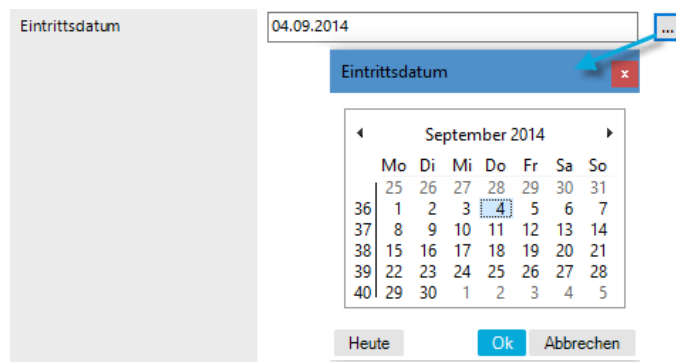 Eintrittsdatum 04.09.2014 ...
Eintrittsdatum x
September 2014
Mo Di Mi Do Fr Sa So
25 26 27 28 29 30 31
36 1 2 3 4 5 6 7
37 8 9 10 11 12 13 14
38 15 16 17 18 19 20 21
39 22 23 24 25 26 27 28
40 29 30 1 2 3 4 5
Heute Ok Abbrechen